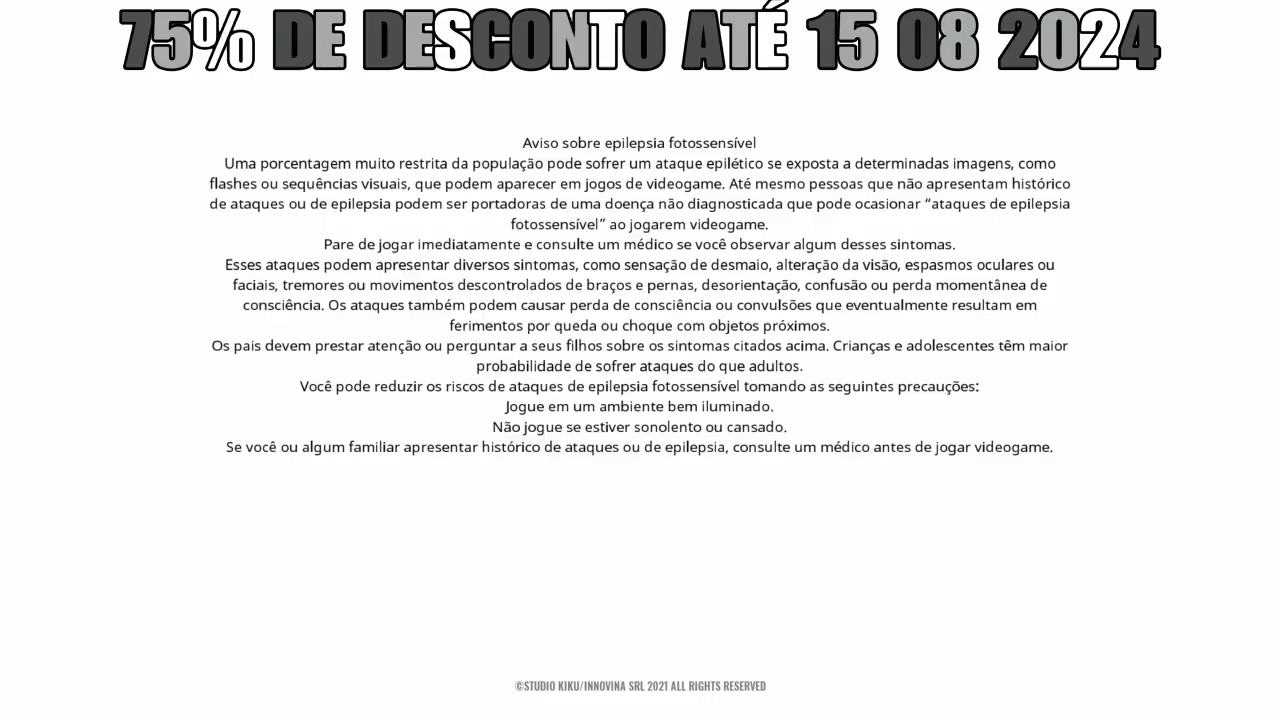 75% DE DESCONTO ATÉ 15 08 2024
Aviso sobre epilepsia fotossensível
Uma porcentagem muito restrita da população pode sofrer um ataque epilético se exposta a determinadas imagens, como
flashes ou sequências visuais, que podem aparecer em jogos de videogame. Até mesmo pessoas que não apresentam histórico
de ataques ou de epilepsia podem ser portadoras de uma doença não diagnosticada que pode ocasionar “ataques de epilepsia
fotossensível” ao jogarem videogame.
Pare de jogar imediatamente e consulte um médico se você observar algum desses sintomas.
Esses ataques podem apresentar diversos sintomas, como sensação de desmaio, alteração da visão, espasmos oculares ou
faciais, tremores ou movimentos descontrolados de braços e pernas, desorientação, confusão ou perda momentânea de
consciência. Os ataques também podem causar perda de consciência ou convulsões que eventualmente resultam em
ferimentos por queda ou choque com objetos próximos.
Os pais devem prestar atenção ou perguntar a seus filhos sobre os sintomas citados acima. Crianças e adolescentes têm maior
probabilidade de sofrer ataques do que adultos.
Você pode reduzir os riscos de ataques de epilepsia fotossensível tomando as seguintes precauções:
Jogue em um ambiente bem iluminado.
Não jogue se estiver sonolento ou cansado.
Se você ou algum familiar apresentar histórico de ataques ou de epilepsia, consulte um médico antes de jogar videogame.
©STUDIO KIKU/INNOVINA SRL 2021 ALL RIGHTS RESERVED